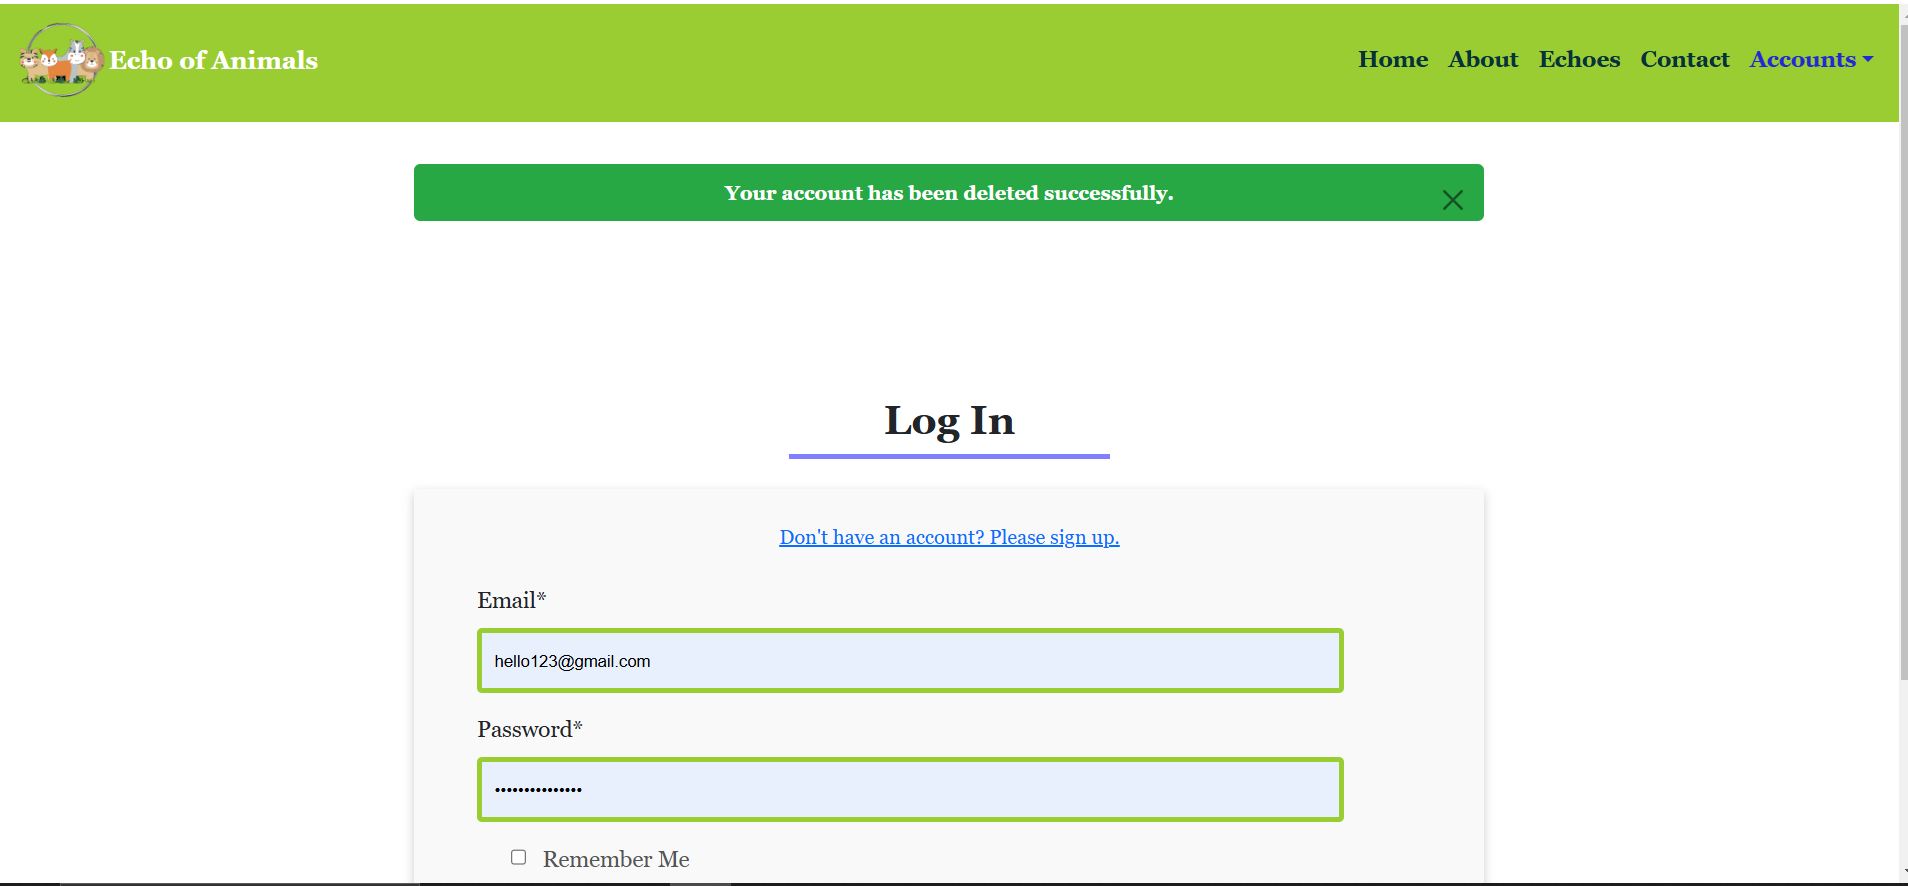 Echo of Animals
Home About Echoes Contact Accounts
Your account has been deleted successfully.
Log In
Don't have an account? Please sign up.
Email*
hello123@gmail.com
Password*
•••••••••••••••
Remember Me